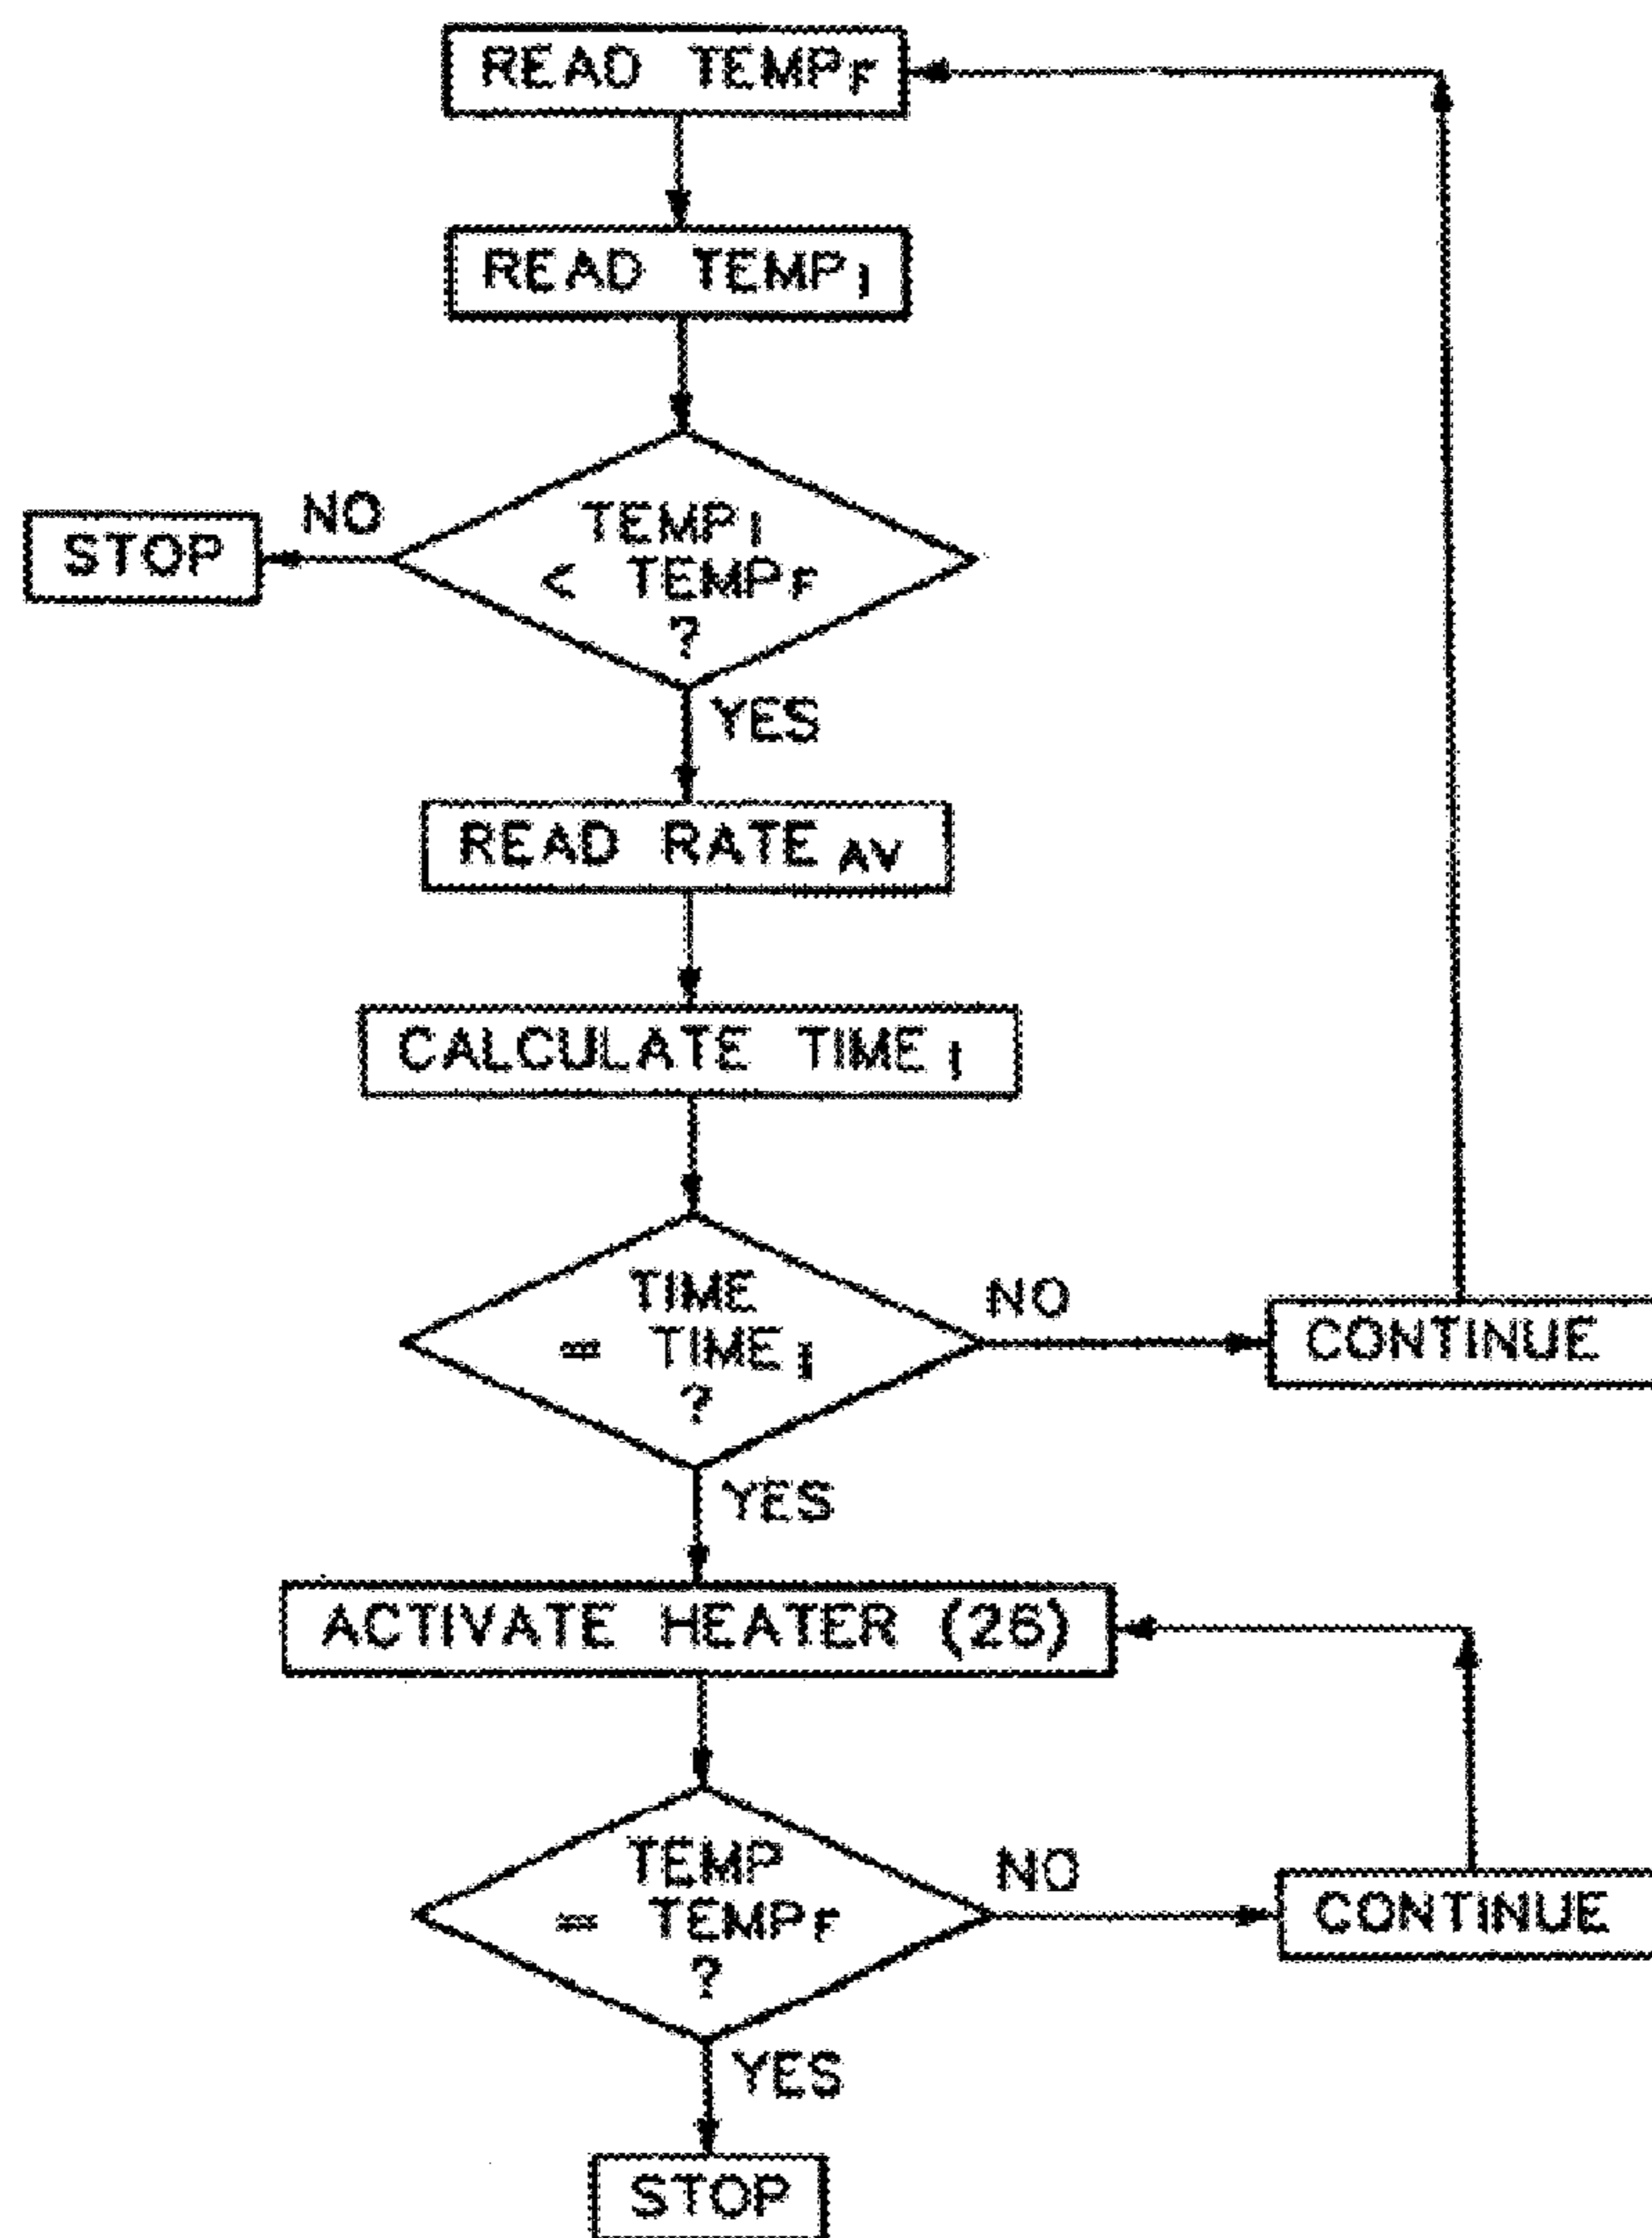 READ TEMPF
READ TEMPI
NO
STOP
TEMPI
< TEMPF
?
YES
READ RATE AV
CALCULATE TIME I
TIME
= TIME I
?
NO
CONTINUE
YES
ACTIVATE HEATER (26)
TEMP
= TEMPF
?
NO
CONTINUE
YES
STOP